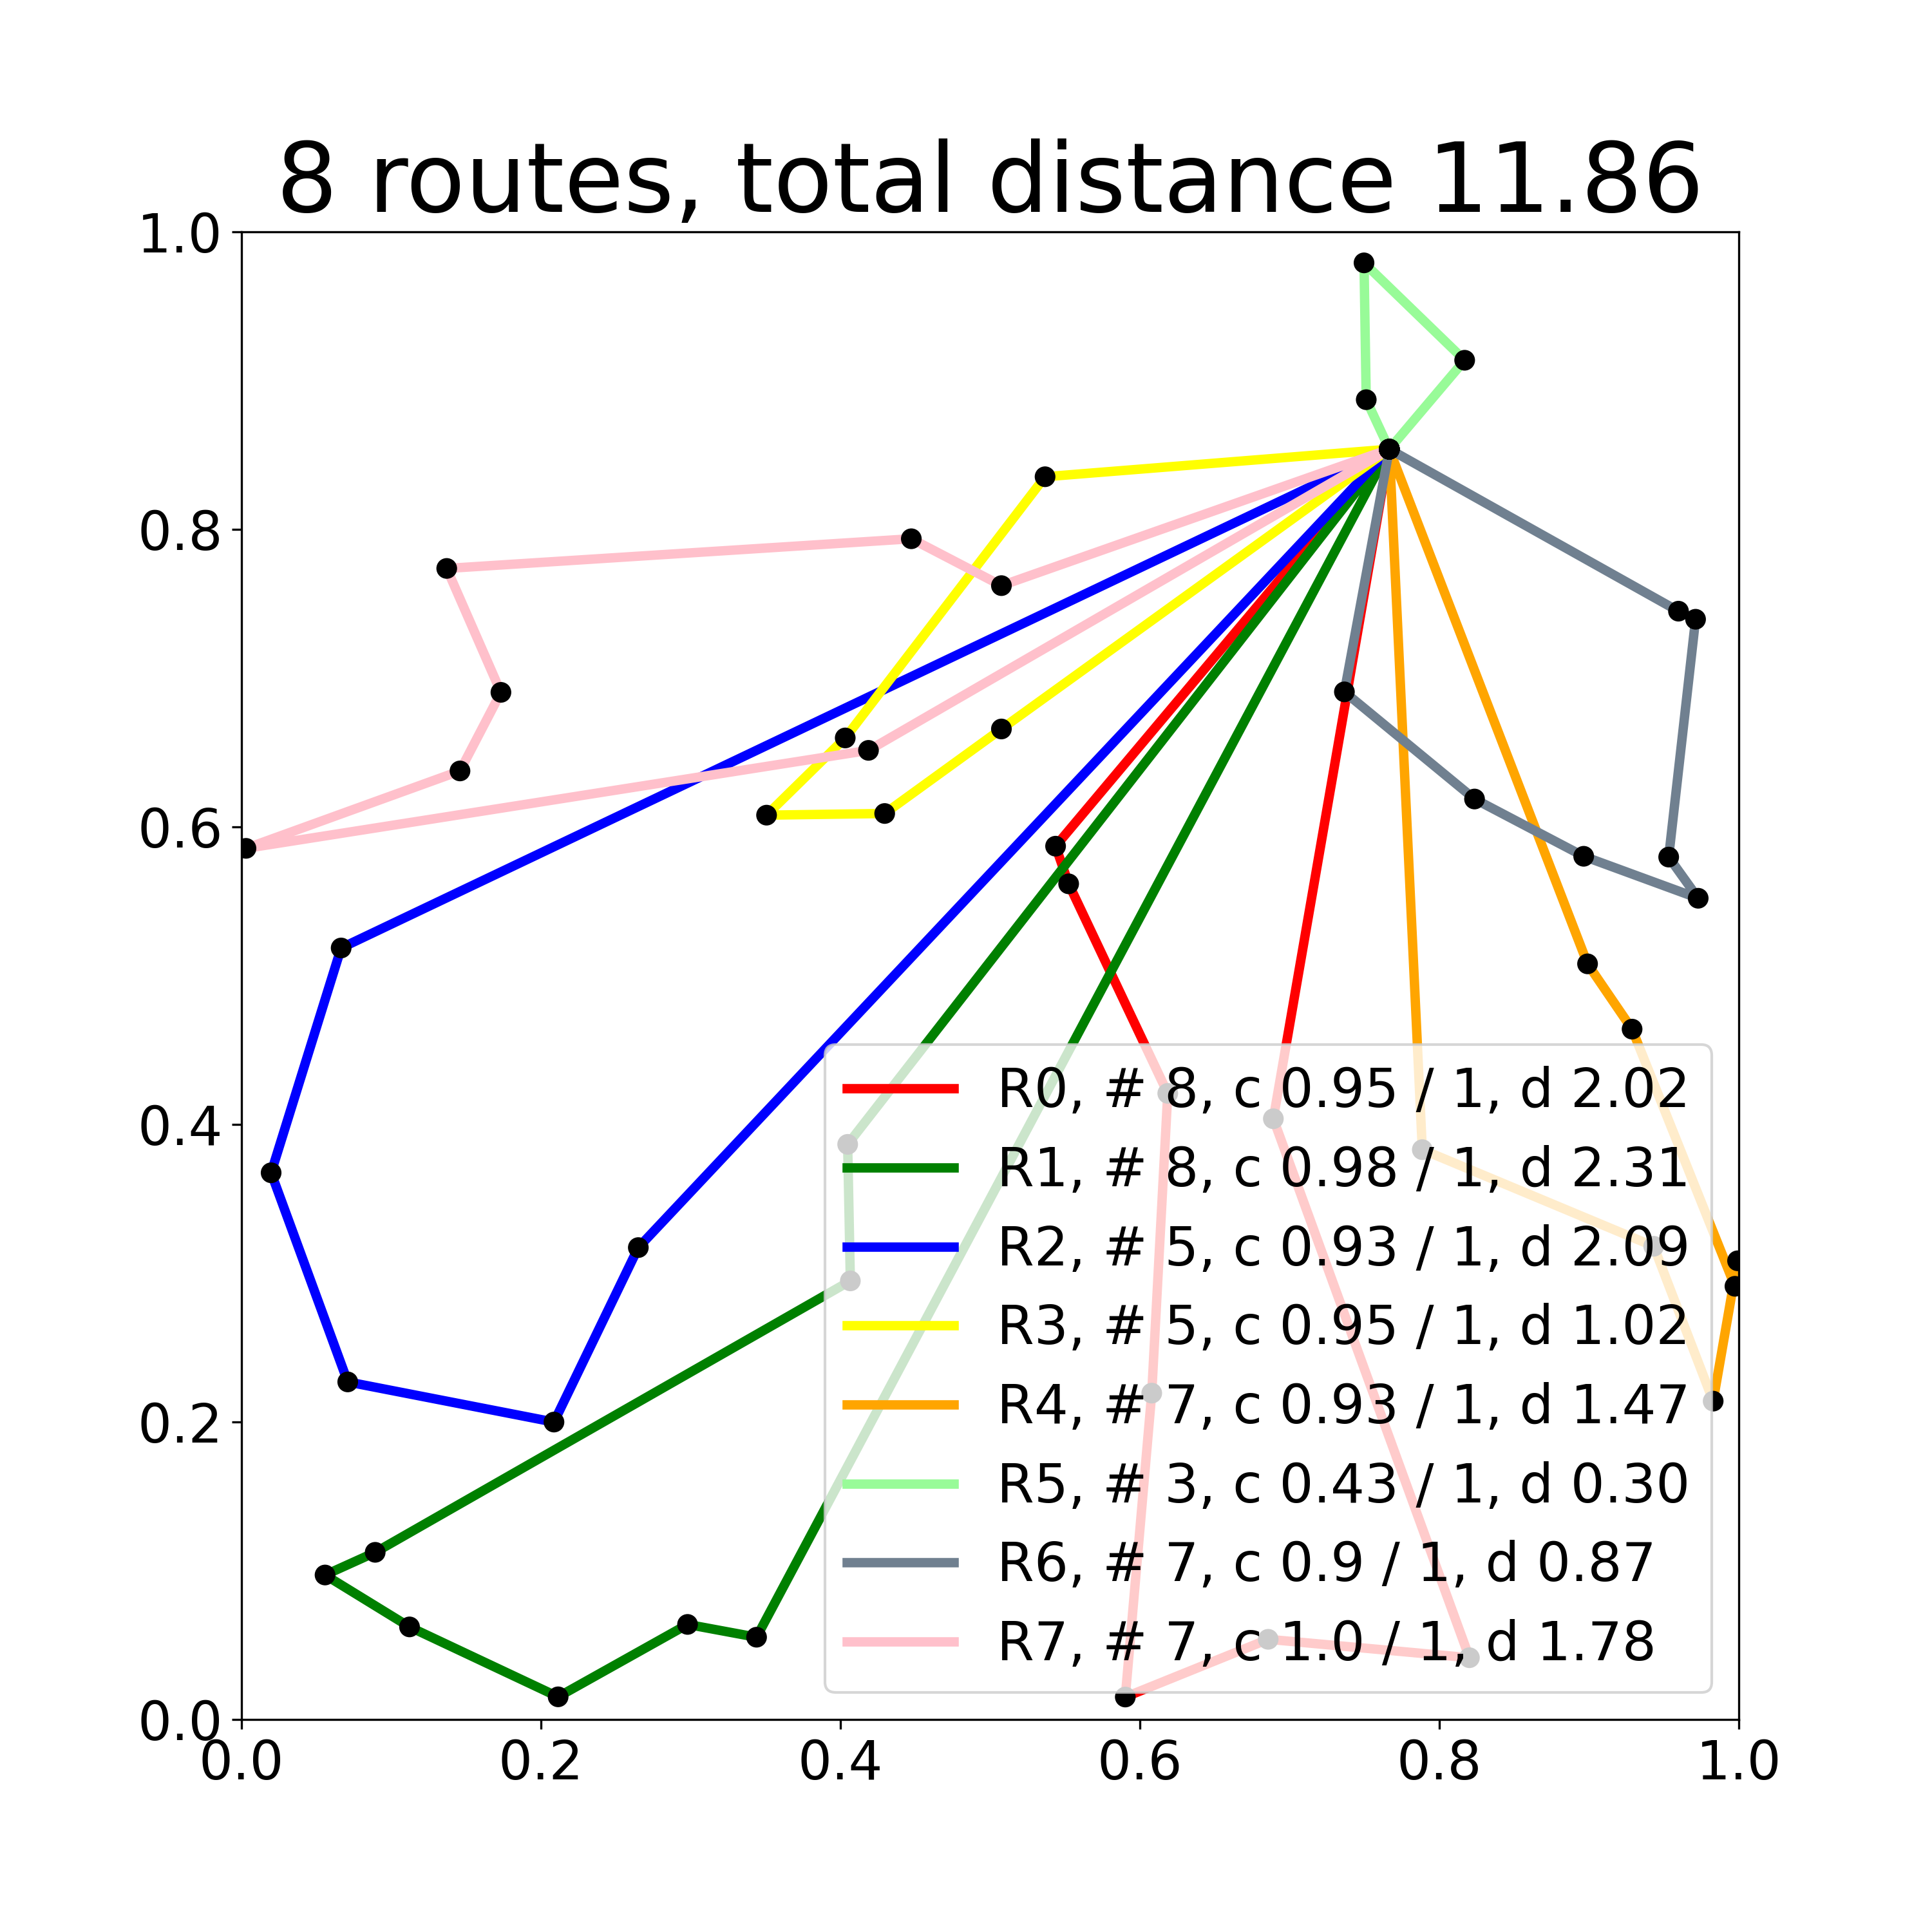 8 routes, total distance 11.86
1.0
0.8
0.6
0.4
0.2
0.0
0.0 0.2 0.4 0.6 0.8 1.0
R0, # 8, c 0.95 / 1, d 2.02
R1, # 8, c 0.98 / 1, d 2.31
R2, # 5, c 0.93 / 1, d 2.09
R3, # 5, c 0.95 / 1, d 1.02
R4, # 7, c 0.93 / 1, d 1.47
R5, # 3, c 0.43 / 1, d 0.30
R6, # 7, c 0.9 / 1, d 0.87
R7, # 7, c 1.0 / 1, d 1.78